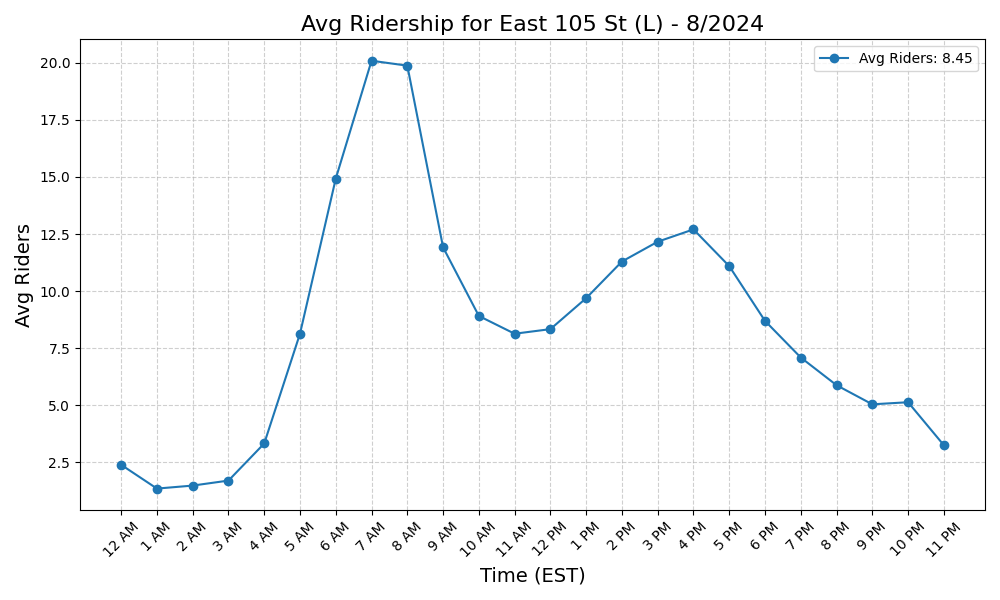 Avg Ridership for East 105 St (L) - 8/2024
Avg Riders: 8.45
20.0
17.5
15.0
12.5
10.0
7.5
5.0
2.5
Avg Riders
12 AM
1 AM
2 AM
3 AM
4 AM
5 AM
6 AM
7 AM
8 AM
9 AM
10 AM
11 AM
12 PM
1 PM
2 PM
3 PM
4 PM
5 PM
6 PM
7 PM
8 PM
9 PM
10 PM
11 PM
Time (EST)